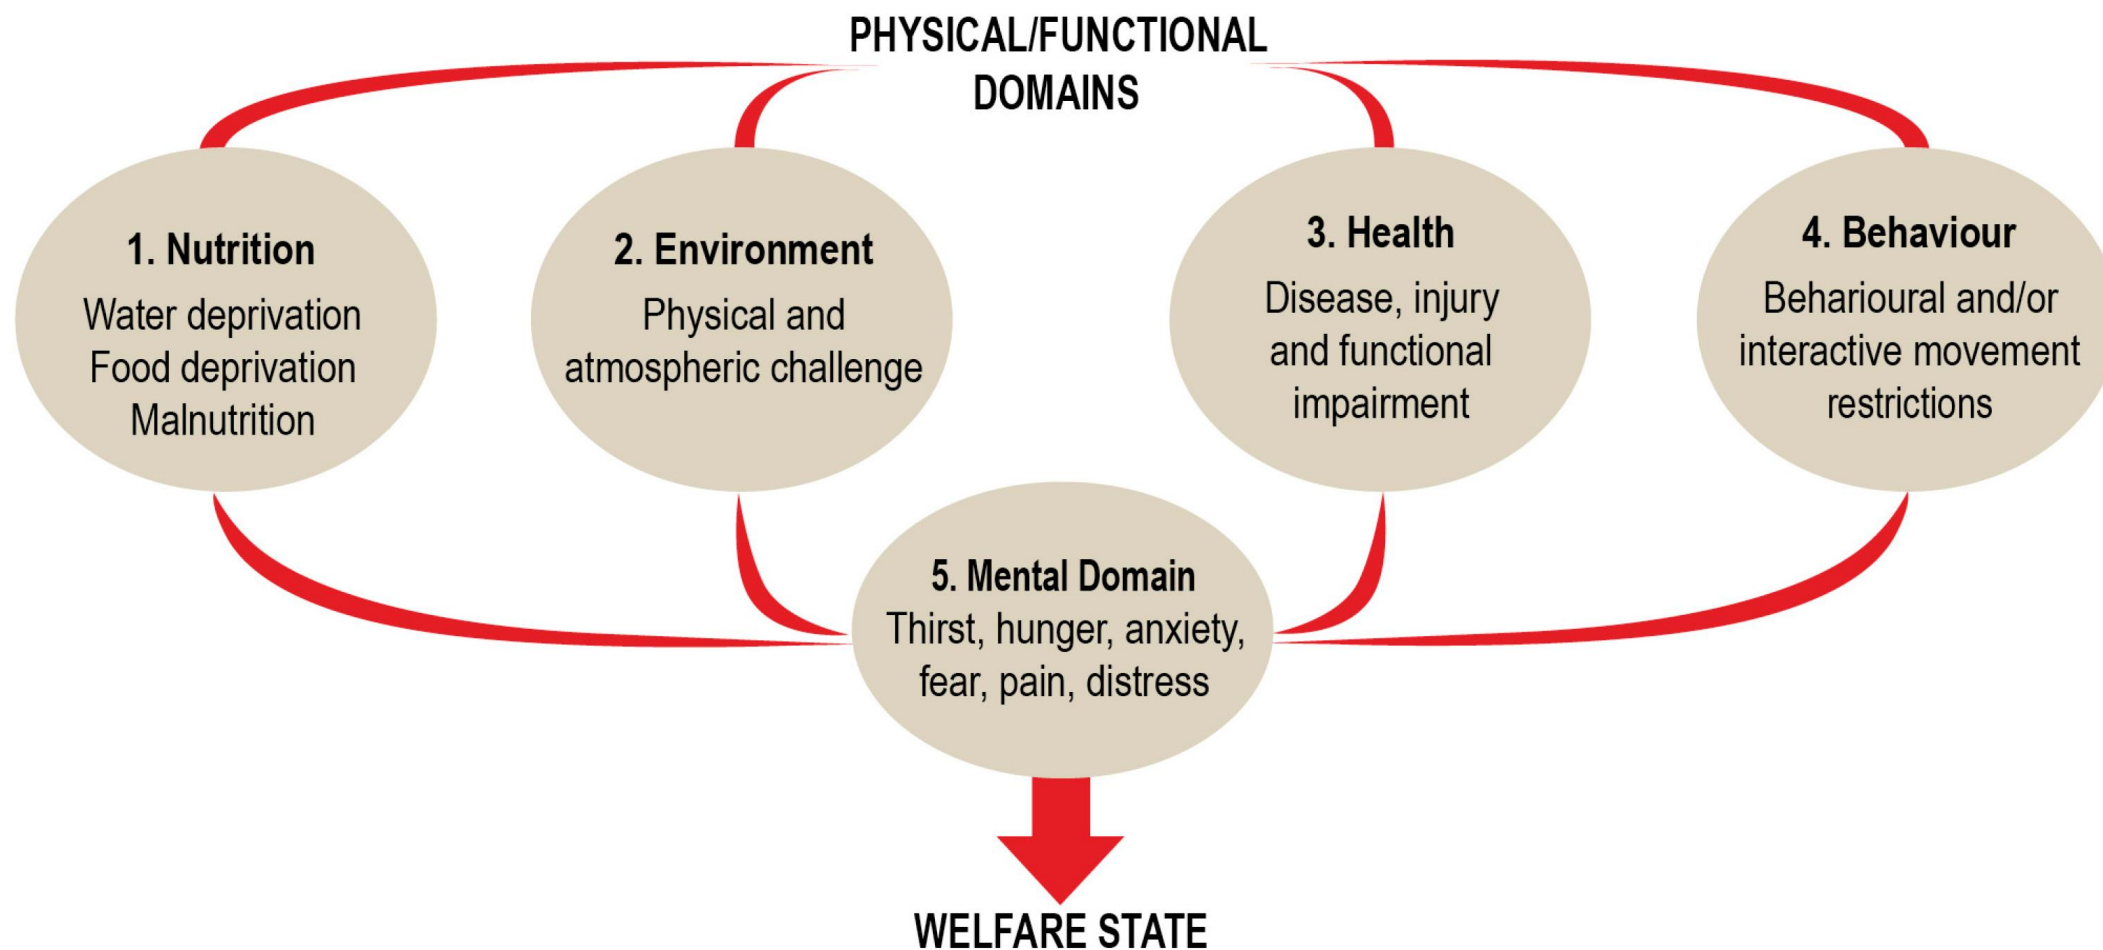 PHYSICAL/FUNCTIONAL
DOMAINS
1. Nutrition
Water deprivation
Food deprivation
Malnutrition
2. Environment
Physical and
atmospheric challenge
3. Health
Disease, injury
and functional
impairment
4. Behaviour
Beharioural and/or
interactive movement
restrictions
5. Mental Domain
Thirst, hunger, anxiety,
fear, pain, distress
WELFARE STATE